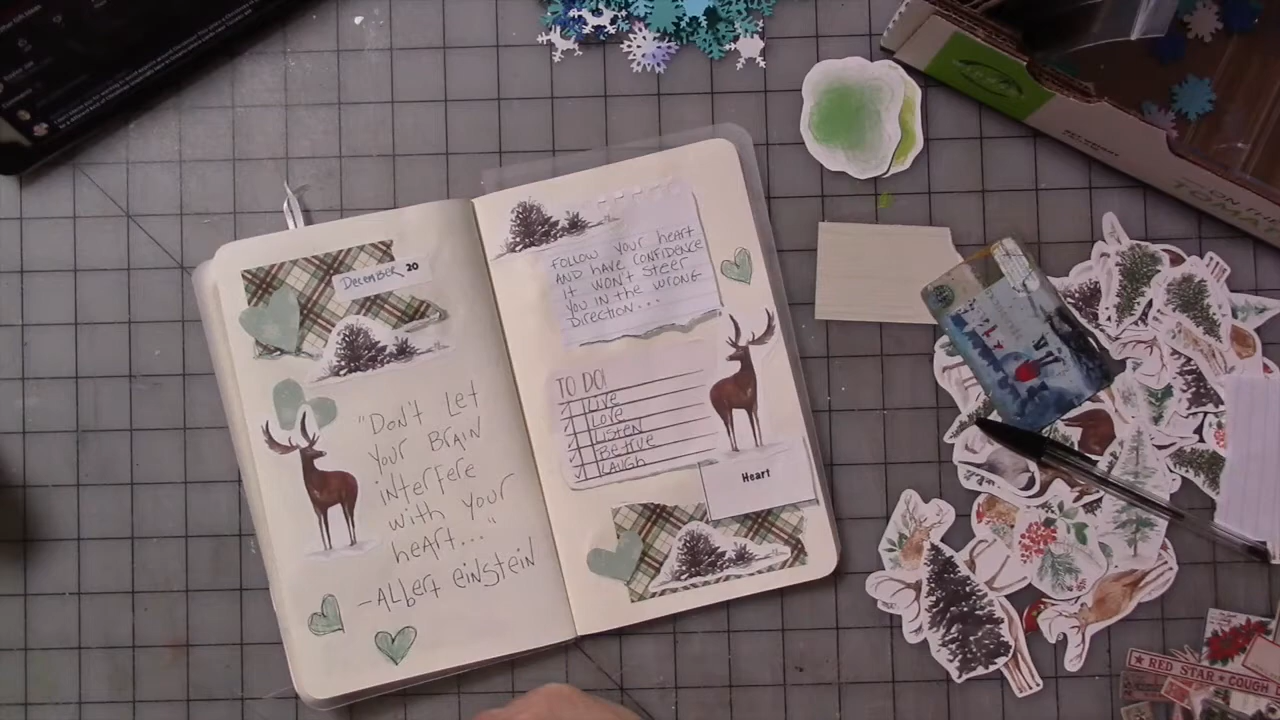 December 20
"Don't Let
your Brain
interfere
with your
heart..."
-Albert einstein
Follow your heart
and have confidence
it won't steer
you in the wrong
direction...
TO DO!
Live
Love
Listen
Be true
Laugh
Heart
RED STAR COUGH